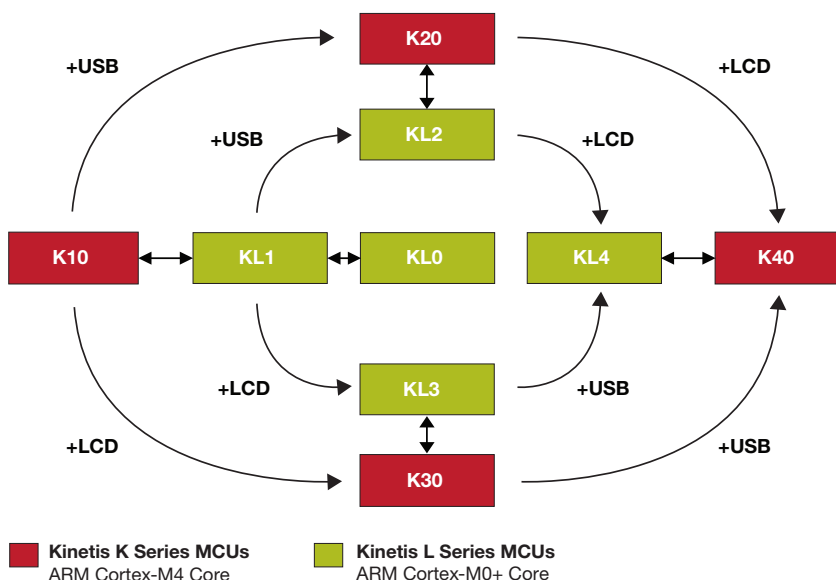 K20
+USB
+LCD
KL2
+USB
+LCD
K10
KL1
KL0
KL4
K40
KL3
+LCD
+USB
+LCD
+USB
K30
Kinetis K Series MCUs
ARM Cortex-M4 Core
Kinetis L Series MCUs
ARM Cortex-M0+ Core